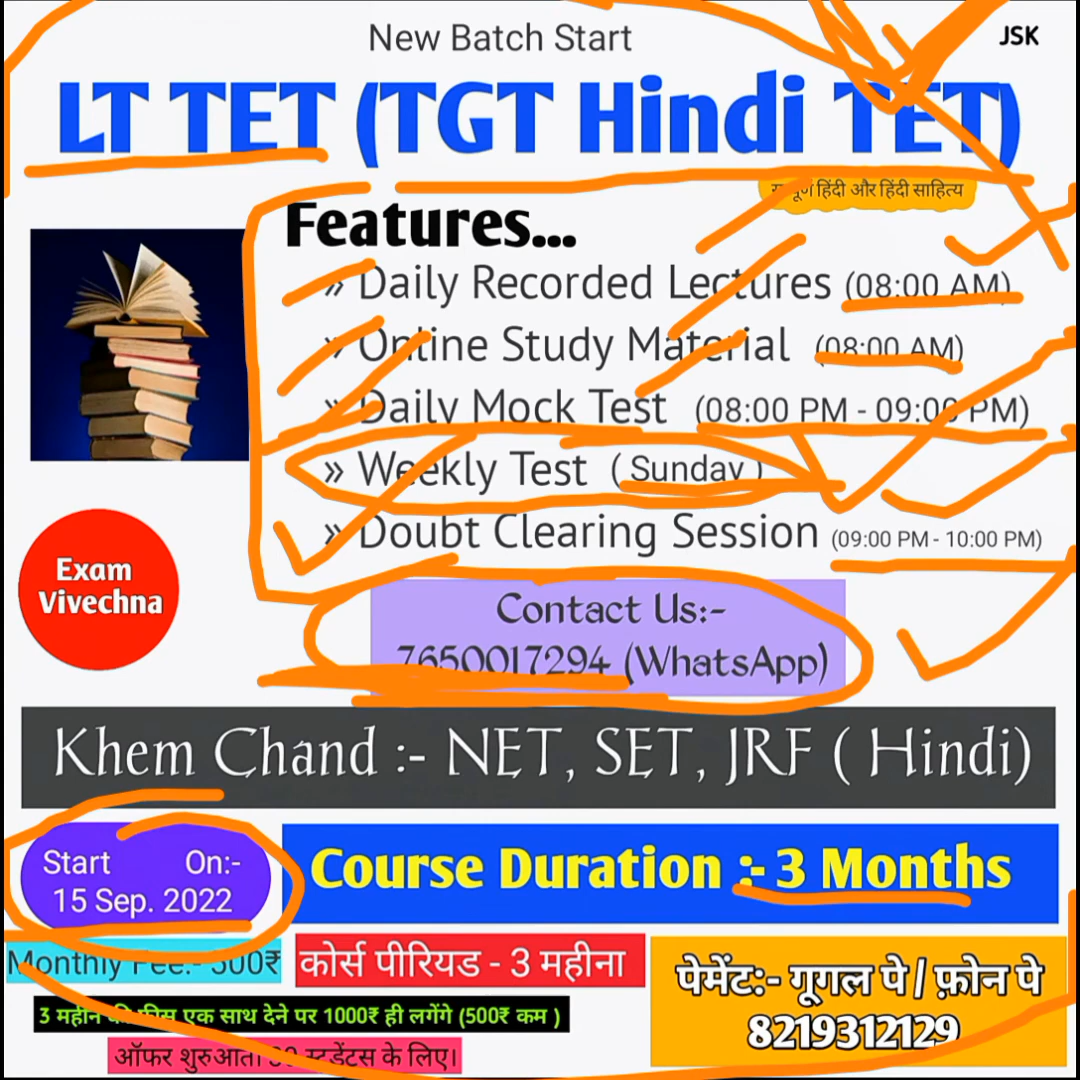 New Batch Start
JSK
LT TET (TGT Hindi TET)
हिंदी और हिंदी साहित्य
Features...
» Daily Recorded Lectures (08:00 AM)
» Online Study Material (08:00 AM)
» Daily Mock Test (08:00 PM - 09:00 PM)
» Weekly Test ( Sunday )
» Doubt Clearing Session (09:00 PM - 10:00 PM)
Exam
Vivechna
Contact Us:-
7650017294 (WhatsApp)
Khem Chand :- NET, SET, JRF ( Hindi)
Start On:-
15 Sep. 2022
Course Duration :- 3 Months
Monthly Fee:- 500₹
कोर्स पीरियड - 3 महीना
पेमेंट:- गूगल पे / फ़ोन पे
8219312129
3 महीने की फीस एक साथ देने पर 1000₹ ही लगेंगे (500₹ कम )
ऑफर शुरुआती स्टूडेंटस के लिए।